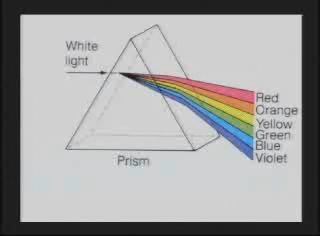 White
light
Red
Orange
Yellow
Green
Blue
Violet
Prism